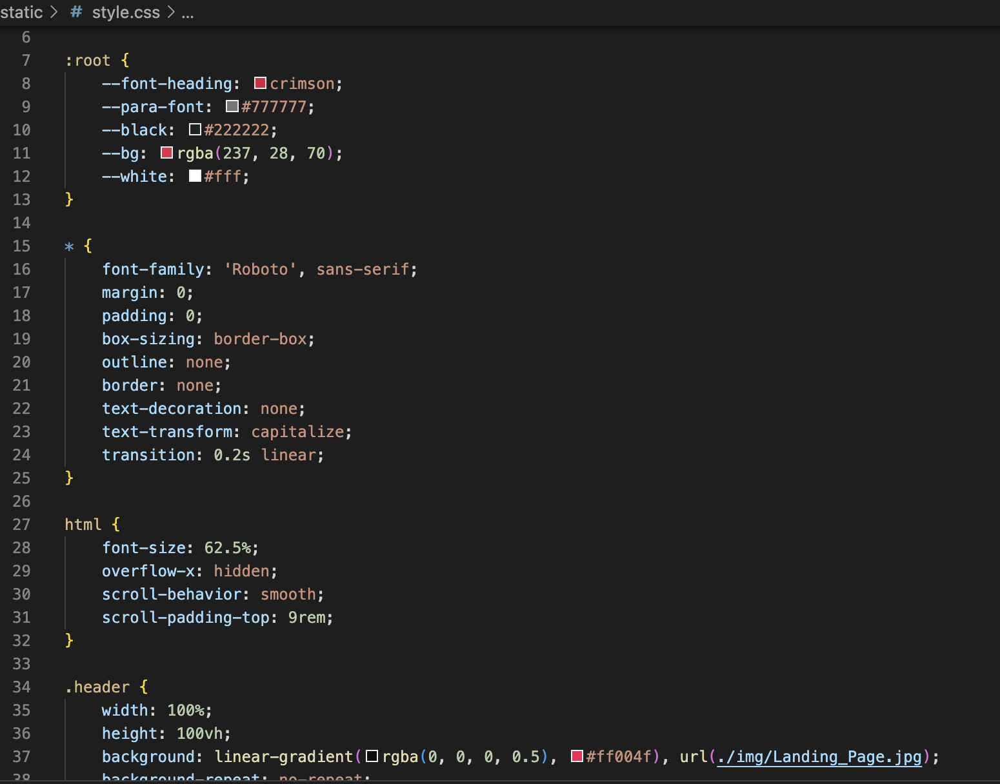 static > # style.css > ...
6
7 :root {
8 --font-heading: crimson;
9 --para-font: #777777;
10 --black: #222222;
11 --bg: rgba(237, 28, 70);
12 --white: #fff;
13 }
14
15 * {
16 font-family: 'Roboto', sans-serif;
17 margin: 0;
18 padding: 0;
19 box-sizing: border-box;
20 outline: none;
21 border: none;
22 text-decoration: none;
23 text-transform: capitalize;
24 transition: 0.2s linear;
25 }
26
27 html {
28 font-size: 62.5%;
29 overflow-x: hidden;
30 scroll-behavior: smooth;
31 scroll-padding-top: 9rem;
32 }
33
34 .header {
35 width: 100%;
36 height: 100vh;
37 background: linear-gradient(rgba(0, 0, 0, 0.5), #ff004f), url(./img/Landing_Page.jpg);
38 background-repeat: no-repeat;